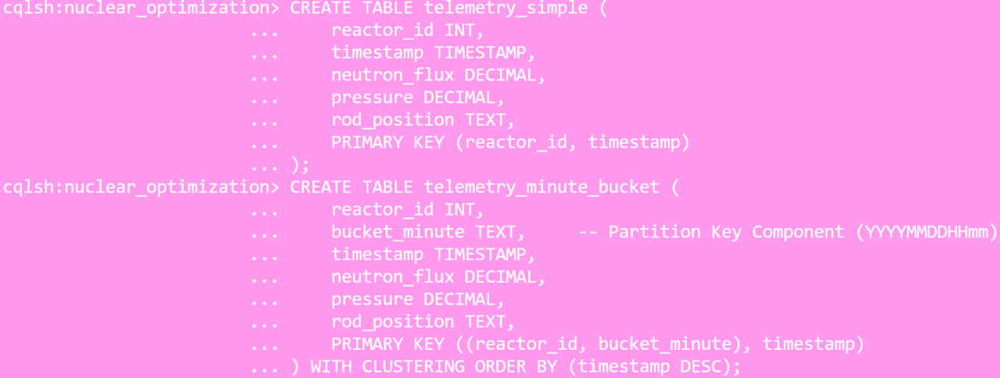 cqlsh:nuclear_optimization> CREATE TABLE telemetry_simple (
                        ...     reactor_id INT,
                        ...     timestamp TIMESTAMP,
                        ...     neutron_flux DECIMAL,
                        ...     pressure DECIMAL,
                        ...     rod_position TEXT,
                        ...     PRIMARY KEY (reactor_id, timestamp)
                        ... );
cqlsh:nuclear_optimization> CREATE TABLE telemetry_minute_bucket (
                        ...     reactor_id INT,
                        ...     bucket_minute TEXT,     -- Partition Key Component (YYYYMMDDHHmm)
                        ...     timestamp TIMESTAMP,
                        ...     neutron_flux DECIMAL,
                        ...     pressure DECIMAL,
                        ...     rod_position TEXT,
                        ...     PRIMARY KEY ((reactor_id, bucket_minute), timestamp)
                        ... ) WITH CLUSTERING ORDER BY (timestamp DESC);